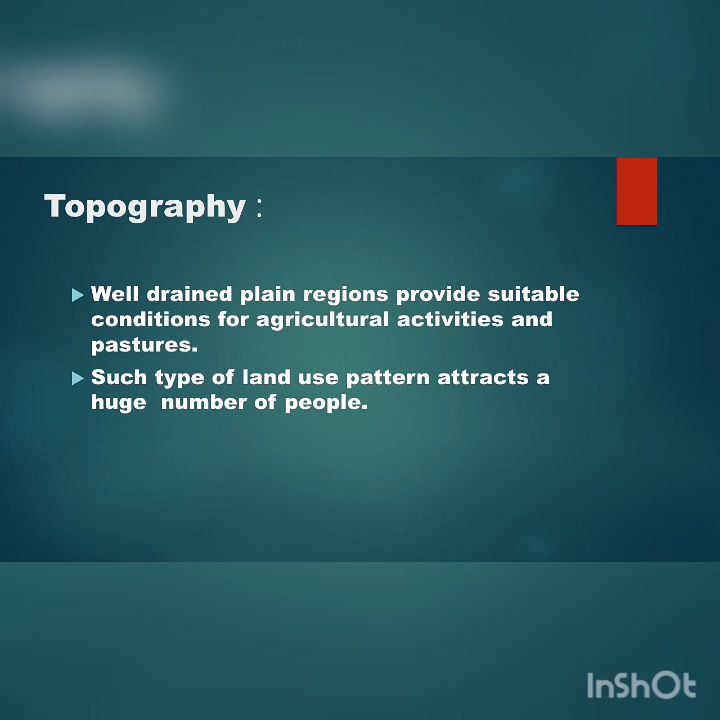 Topography :
Well drained plain regions provide suitable
conditions for agricultural activities and
pastures.
Such type of land use pattern attracts a
huge  number of people.
InShOt